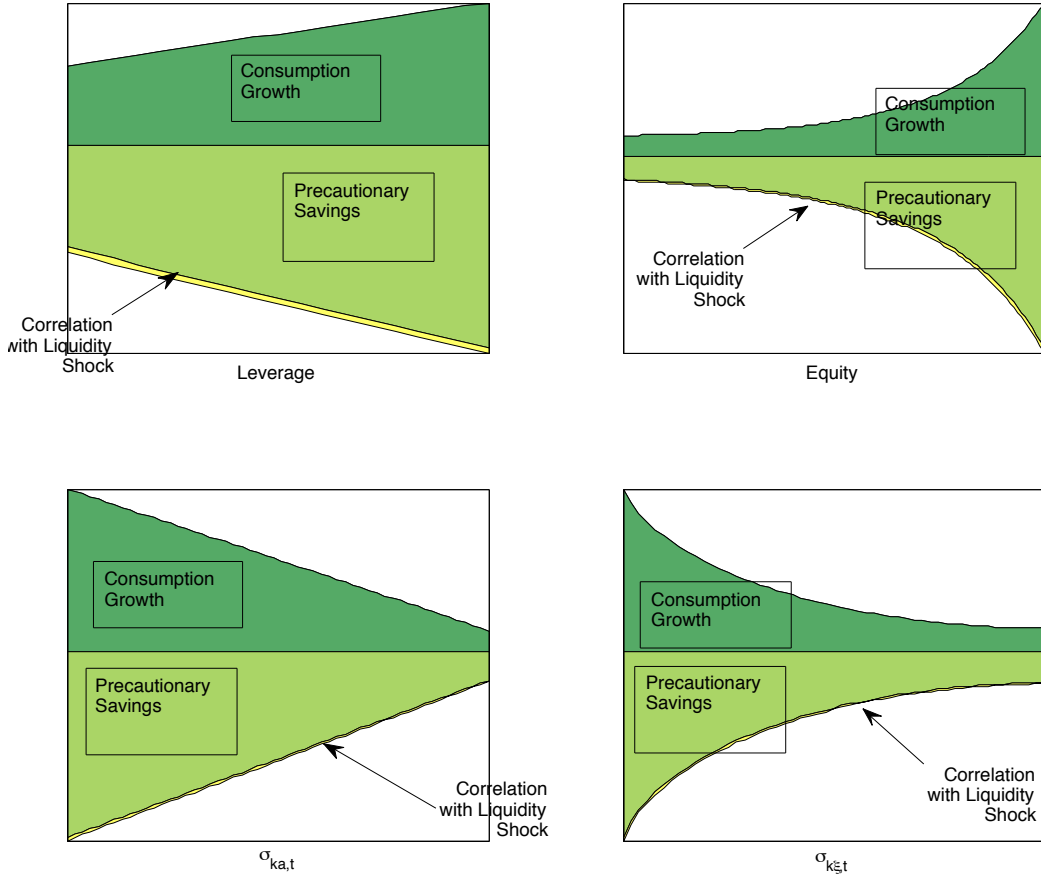 Consumption
Growth
Precautionary
Savings
Correlation
with Liquidity
Shock
Leverage
Consumption
Growth
Precautionary
Savings
Correlation
with Liquidity
Shock
Equity
Consumption
Growth
Precautionary
Savings
Correlation
with Liquidity
Shock
σka,t
Consumption
Growth
Precautionary
Savings
Correlation
with Liquidity
Shock
σkξ,t